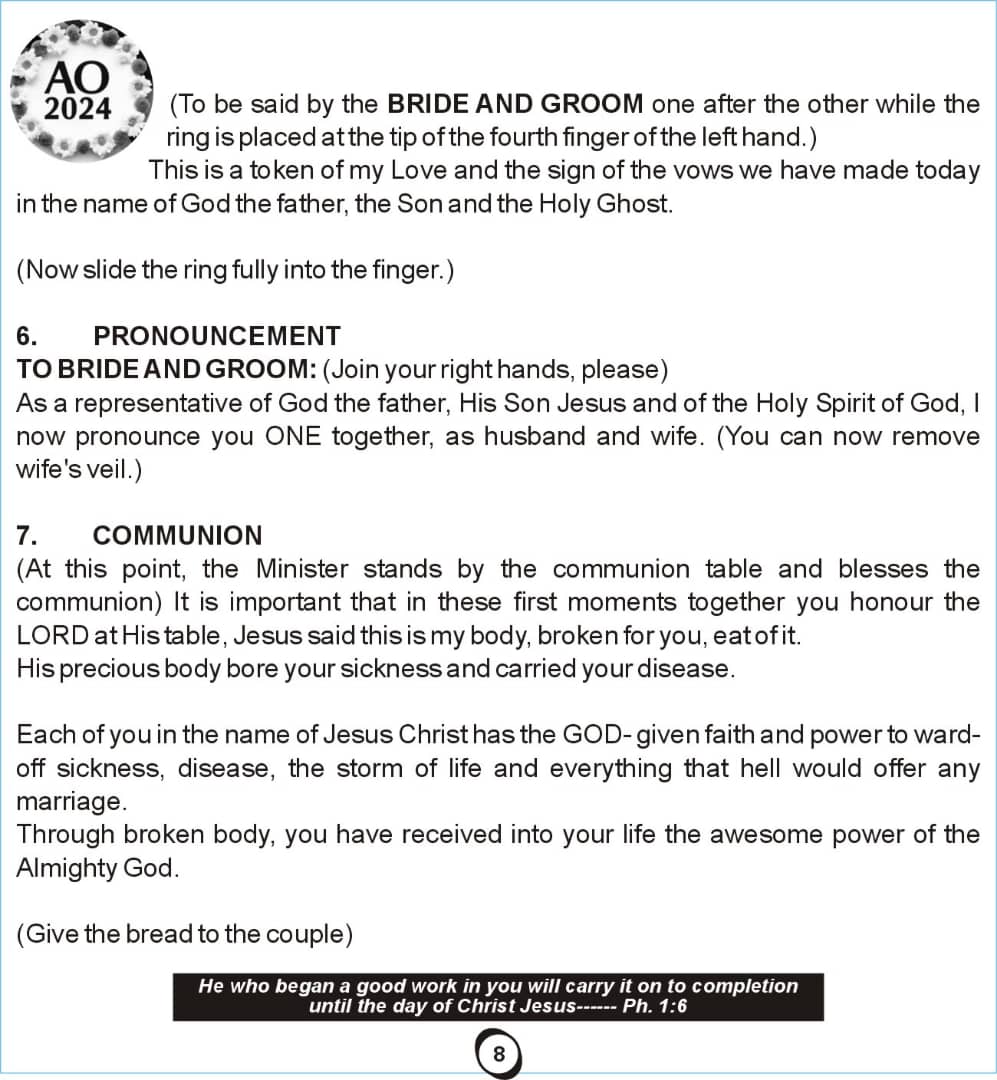 AO
2024
(To be said by the BRIDE AND GROOM one after the other while the
ring is placed at the tip of the fourth finger of the left hand.)
This is a token of my Love and the sign of the vows we have made today
in the name of God the father, the Son and the Holy Ghost.
(Now slide the ring fully into the finger.)
6. PRONOUNCEMENT
TO BRIDE AND GROOM: (Join your right hands, please)
As a representative of God the father, His Son Jesus and of the Holy Spirit of God, I
now pronounce you ONE together, as husband and wife. (You can now remove
wife's veil.)
7. COMMUNION
(At this point, the Minister stands by the communion table and blesses the
communion) It is important that in these first moments together you honour the
LORD at His table, Jesus said this is my body, broken for you, eat of it.
His precious body bore your sickness and carried your disease.
Each of you in the name of Jesus Christ has the GOD- given faith and power to ward-
off sickness, disease, the storm of life and everything that hell would offer any
marriage.
Through broken body, you have received into your life the awesome power of the
Almighty God.
(Give the bread to the couple)
He who began a good work in you will carry it on to completion
until the day of Christ Jesus------ Ph. 1:6
8